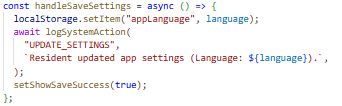 const handleSaveSettings = async () => {
  localStorage.setItem("appLanguage", language);
  await logSystemAction(
    "UPDATE_SETTINGS",
    `Resident updated app settings (Language: ${language}).`,
  );
  setShowSaveSuccess(true);
};